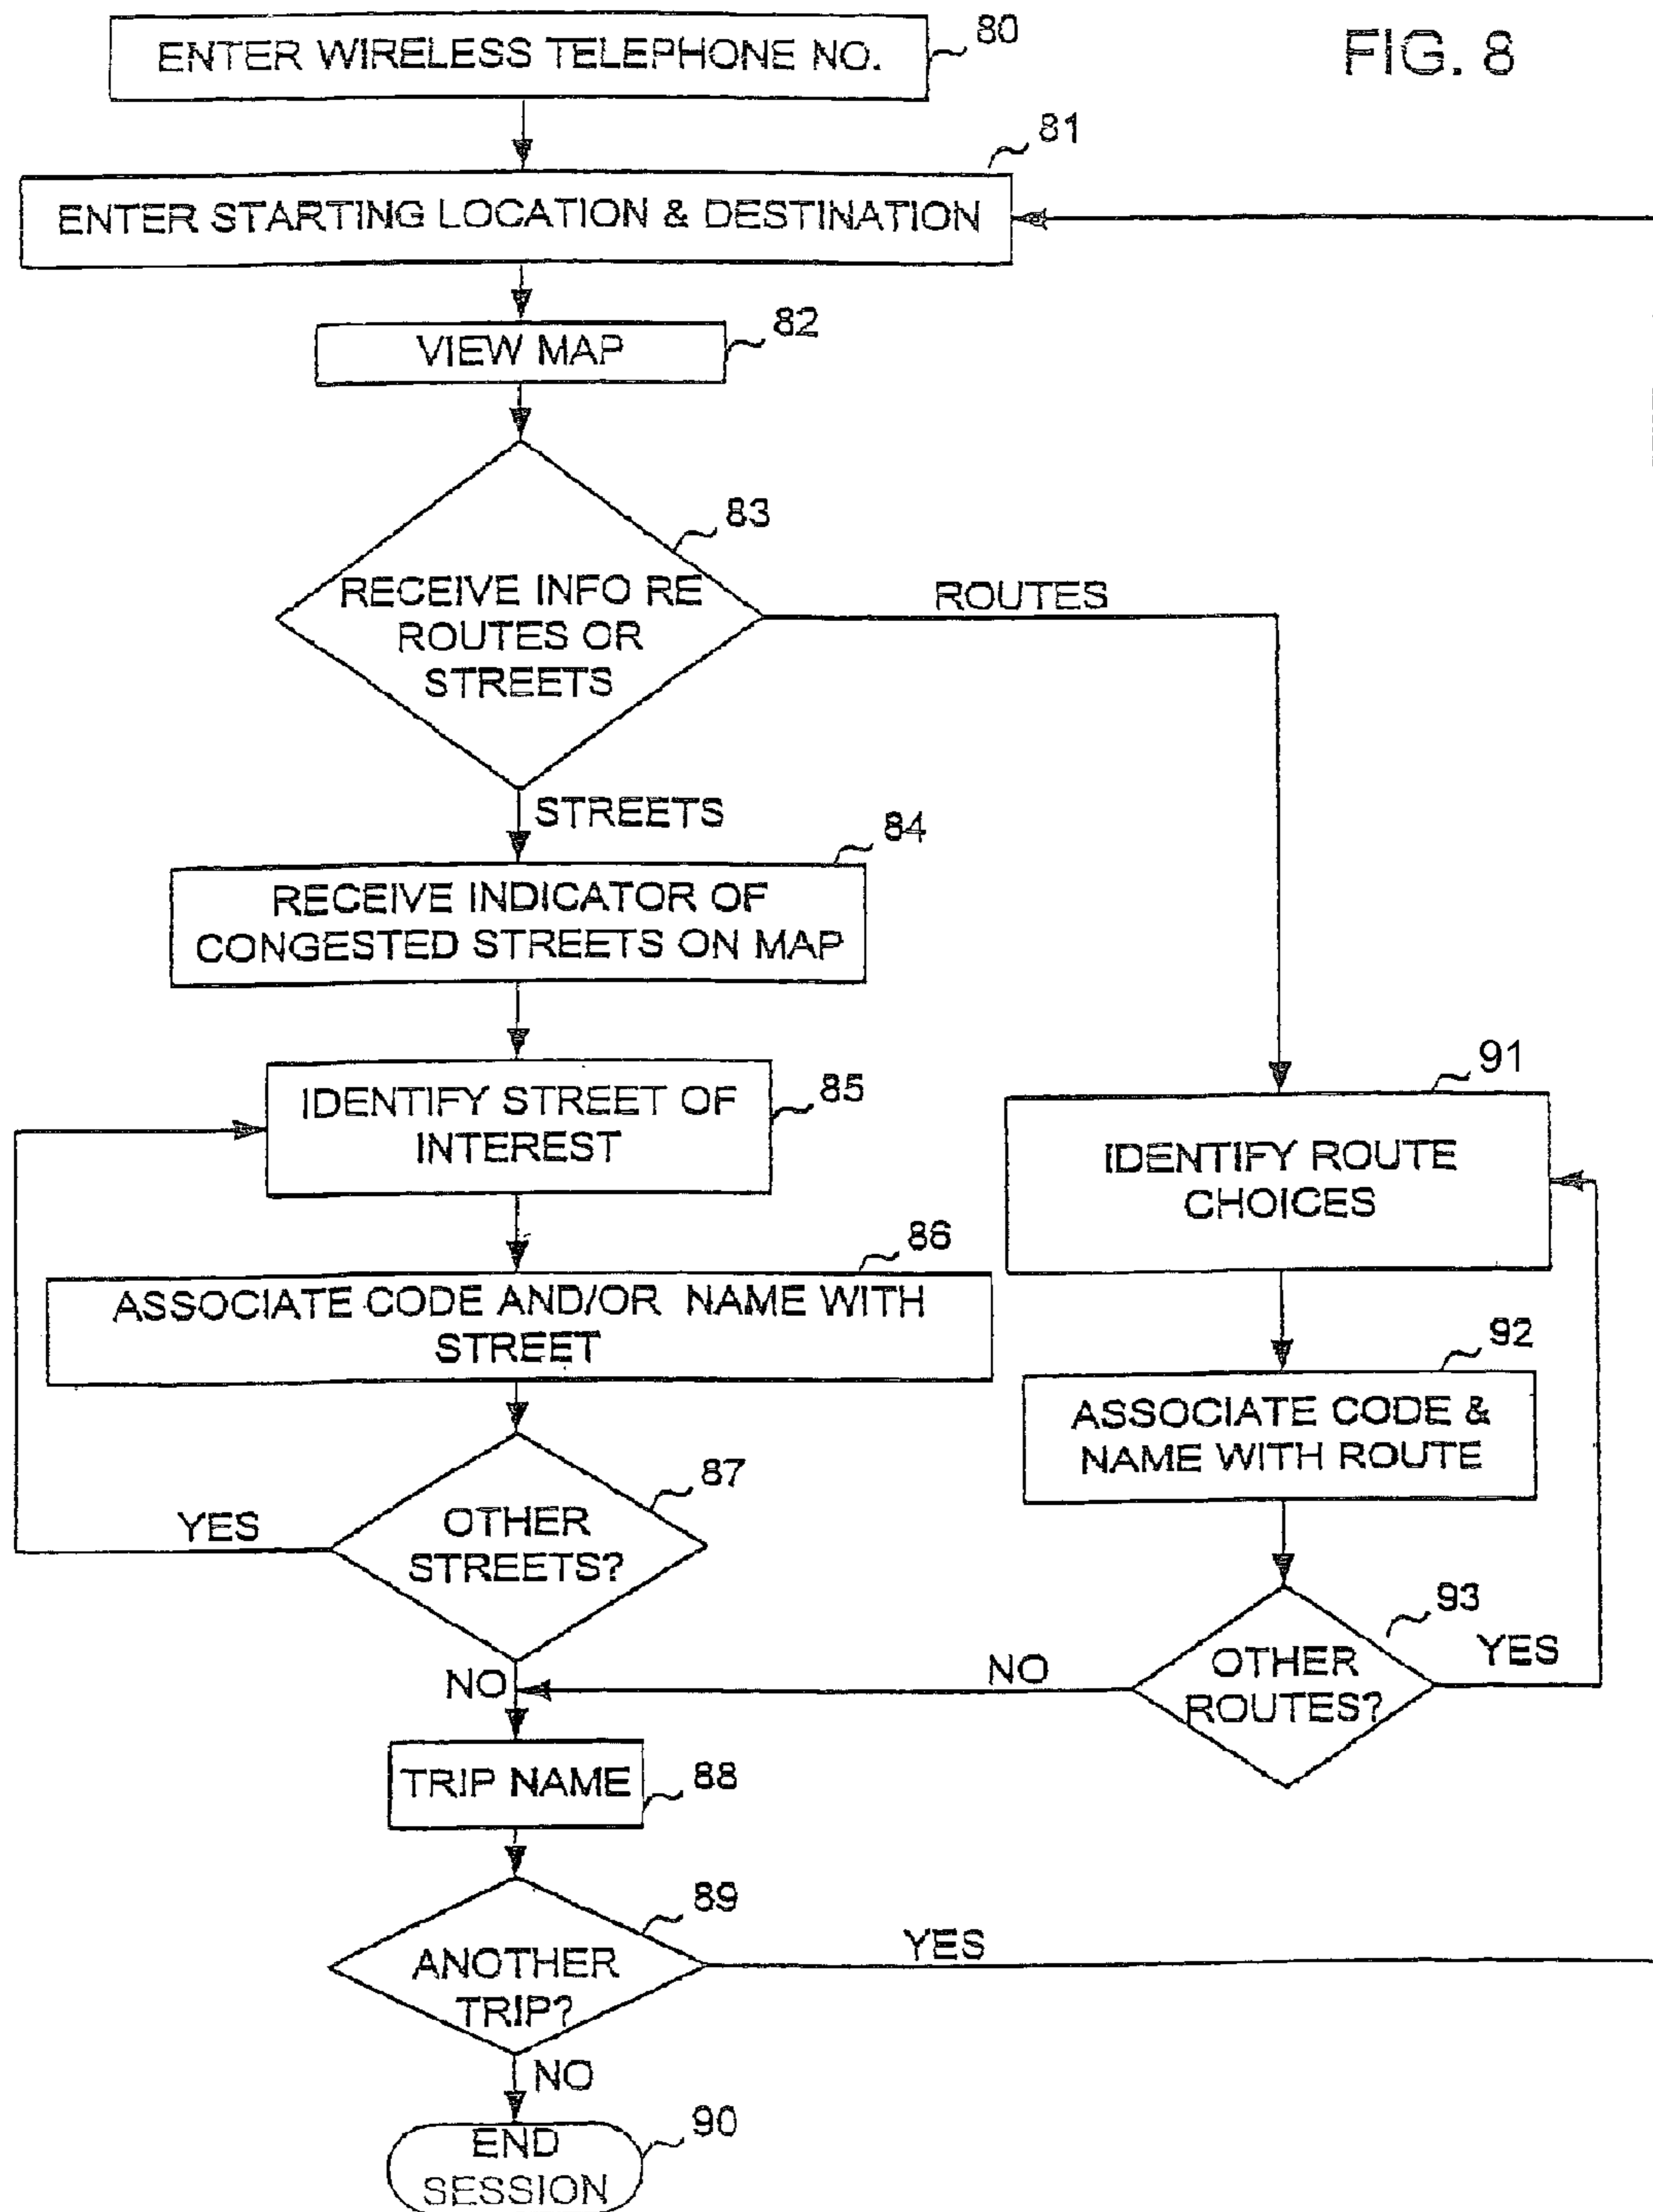 FIG. 8
ENTER WIRELESS TELEPHONE NO.
80
81
ENTER STARTING LOCATION & DESTINATION
82
VIEW MAP
83
RECEIVE INFO RE
ROUTES OR
STREETS
ROUTES
STREETS
84
RECEIVE INDICATOR OF
CONGESTED STREETS ON MAP
85
IDENTIFY STREET OF
INTEREST
86
ASSOCIATE CODE AND/OR NAME WITH
STREET
87
OTHER
STREETS?
YES
NO
91
IDENTIFY ROUTE
CHOICES
92
ASSOCIATE CODE &
NAME WITH ROUTE
93
OTHER
ROUTES?
YES
NO
TRIP NAME
88
89
ANOTHER
TRIP?
YES
NO
90
END
SESSION